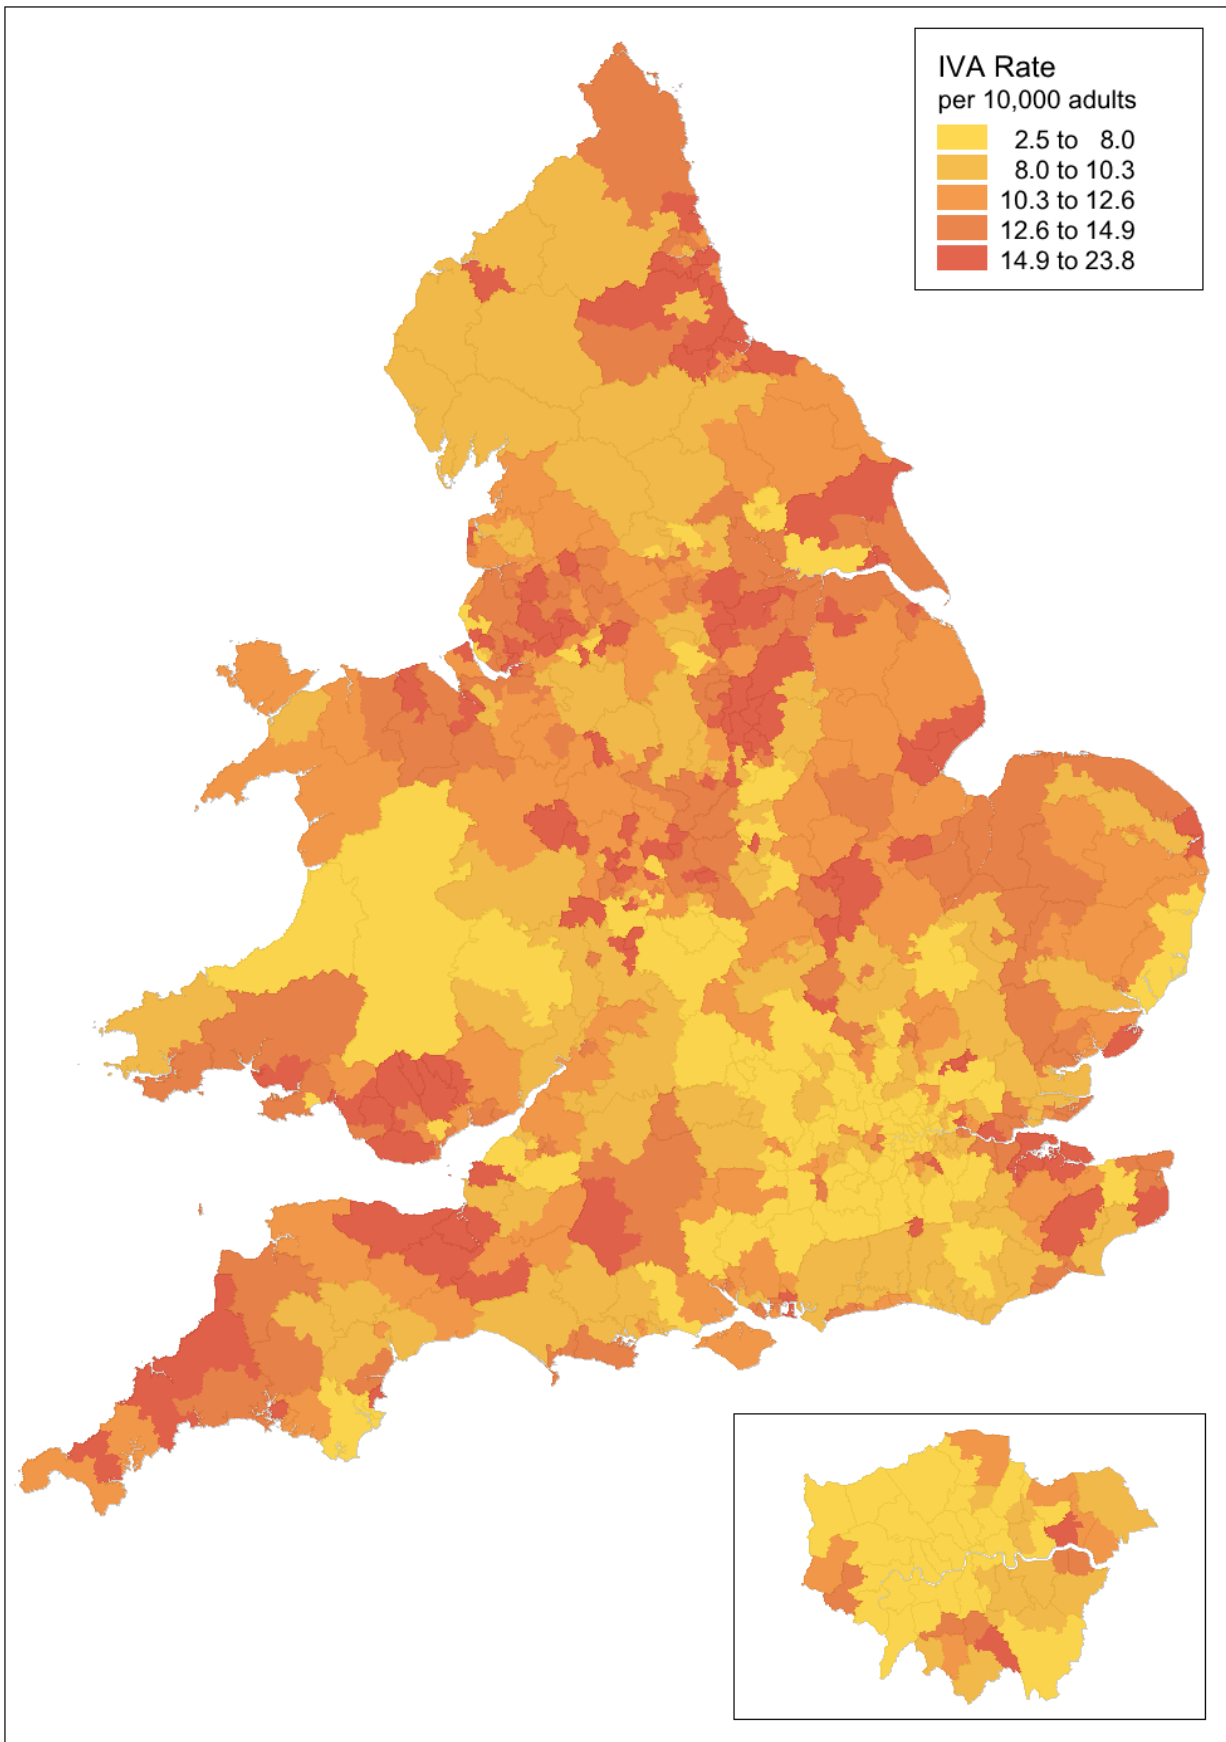 IVA Rate
per 10,000 adults
2.5 to 8.0
8.0 to 10.3
10.3 to 12.6
12.6 to 14.9
14.9 to 23.8